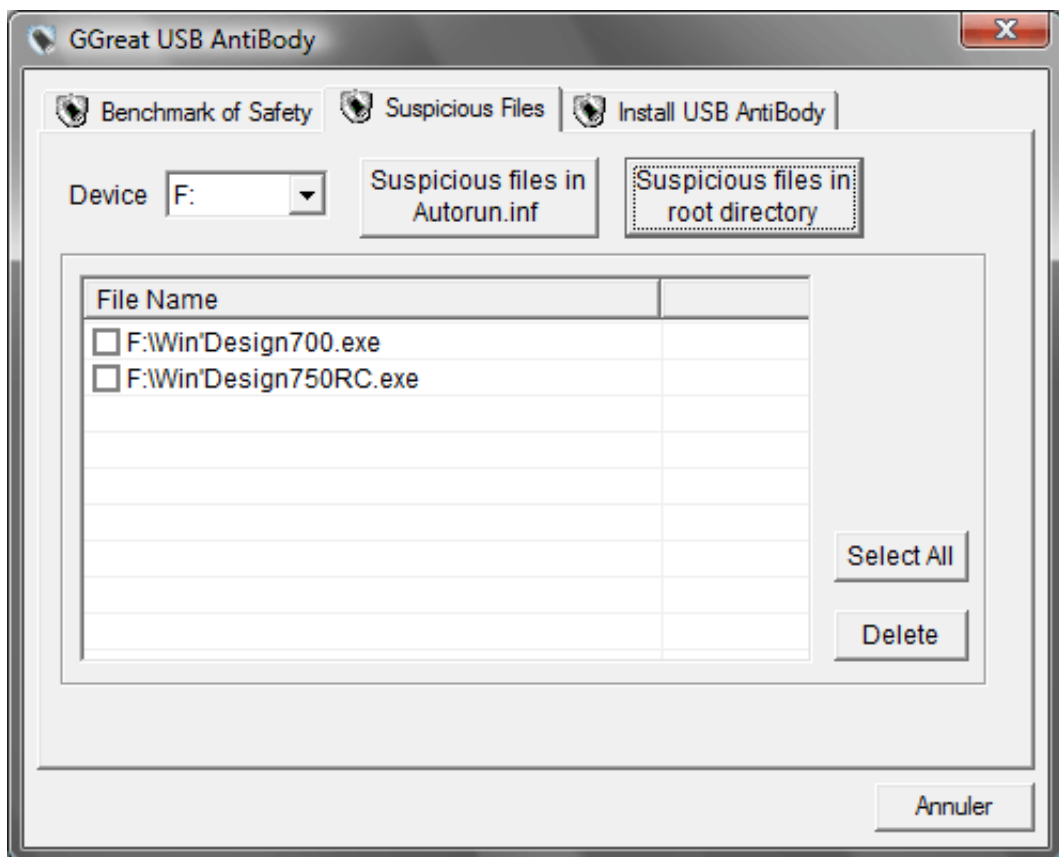 GGreat USB AntiBody
X
Benchmark of Safety
Suspicious Files
Install USB AntiBody
Device
F:
Suspicious files in
Autorun.inf
Suspicious files in
root directory
File Name
F:\Win'Design700.exe
F:\Win'Design750RC.exe
Select All
Delete
Annuler